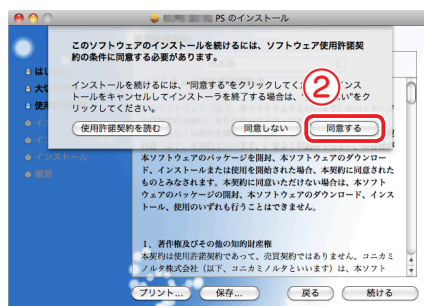 PS のインストール
このソフトウェアのインストールを続けるには、ソフトウェア使用許諾契
約の条件に同意する必要があります。
インストールを続けるには、"同意する"をクリックしてくだ
ンス
トールをキャンセルしてインストーラを終了する場合は、
い"をク
リックしてください。
②
使用許諾契約を読む
同意しない
同意する
は
大
使用
イン
イ
インストール
概要
本ソフトウェアのパッケージを開封、本ソフトウェアのダウンロー
ド、インストールまたは使用を開始された場合、本契約に同意された
ものとみなされます。本契約に同意いただけない場合は、本ソフト
ウェアのパッケージの開封、本ソフトウェアのダウンロード、インス
トール、使用のいずれも行うことはできません。
1. 著作権及びその他の知的財産権
本契約は使用許諾契約であって、売買契約ではありません。コニカミ
ノルタ株式会社（以下、コニカミノルタといいます）は、本ソフト
プリント...
保存...
戻る
続ける